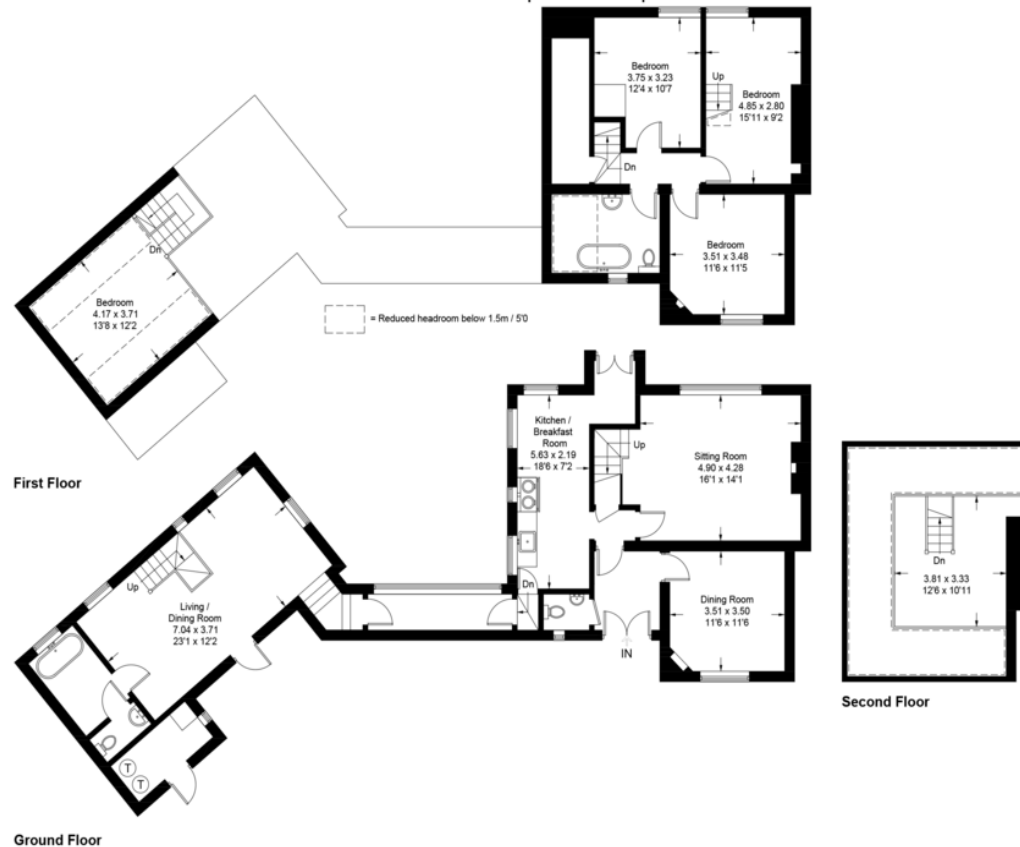 Bedroom
3.75 x 3.23
12'4 x 10'7
Up
Bedroom
4.85 x 2.80
15'11 x 9'2
Dn
Bedroom
3.51 x 3.48
11'6 x 11'5
Dn
Bedroom
4.17 x 3.71
13'8 x 12'2
= Reduced headroom below 1.5m / 5'0
First Floor
Kitchen /
Breakfast
Room
5.63 x 2.19
18'6 x 7'2
Up
Sitting Room
4.90 x 4.28
16'1 x 14'1
Dn
Dining Room
3.51 x 3.50
11'6 x 11'6
IN
Up
Living /
Dining Room
7.04 x 3.71
23'1 x 12'2
T
T
Ground Floor
Dn
3.81 x 3.33
12'6 x 10'11
Second Floor